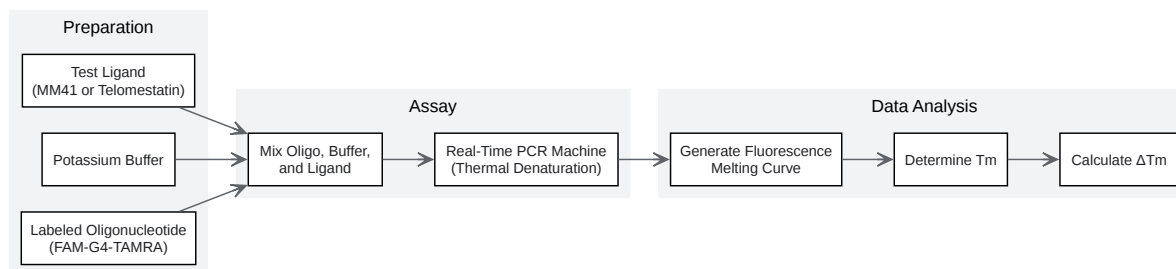 Preparation
Test Ligand
(MM41 or Telomestatin)
Potassium Buffer
Labeled Oligonucleotide
(FAM-G4-TAMRA)
Assay
Mix Oligo, Buffer,
and Ligand
Real-Time PCR Machine
(Thermal Denaturation)
Data Analysis
Generate Fluorescence
Melting Curve
Determine Tm
Calculate ΔTm